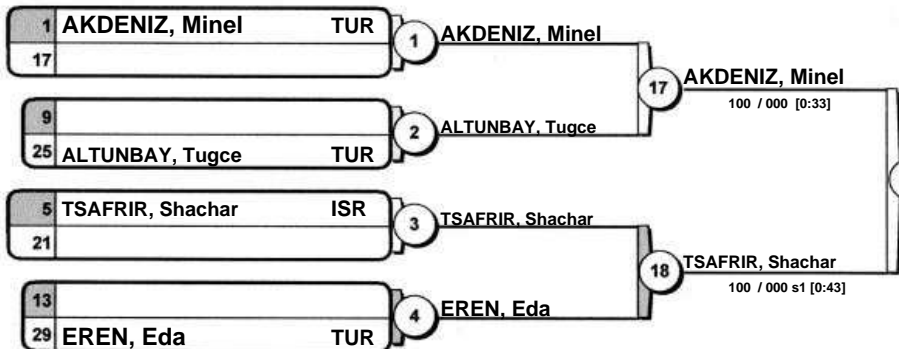 1 AKDENIZ, Minel TUR
17
1 AKDENIZ, Minel
17 AKDENIZ, Minel
100 / 000 [0:33]
9
25 ALTUNBAY, Tugce TUR
2 ALTUNBAY, Tugce
5 TSAFRIR, Shachar ISR
21
3 TSAFRIR, Shachar
18 TSAFRIR, Shachar
100 / 000 s1 [0:43]
13
29 EREN, Eda TUR
4 EREN, Eda